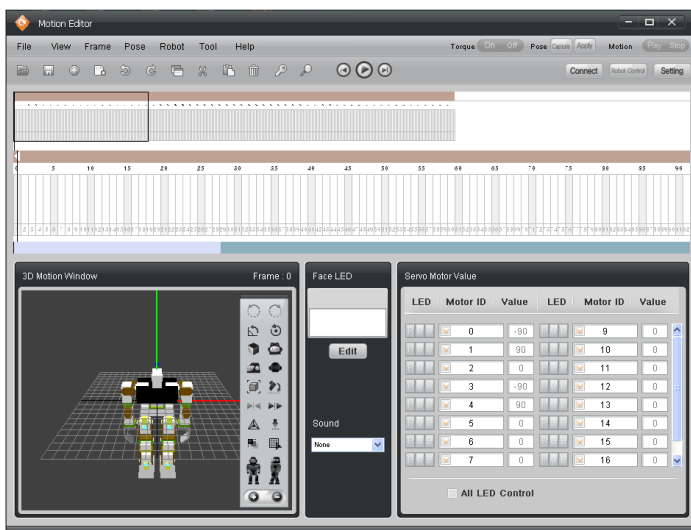 Motion Editor
File View Frame Pose Robot Tool Help Torque On Off Pose Capture Apply Motion Play Stop
Connect Robot Control Setting
0 5 10 15 20 25 30 35 40 45 50 55 60 65 70 75 80 85 90
3D Motion Window Frame : 0 Face LED Servo Motor Value
LED Motor ID Value LED Motor ID Value
0 -90 9 0
Edit
1 90 10 0
2 0 11 0
3 -90 12 0
4 90 13 0
Sound
5 0 14 0
None
6 0 15 0
7 0 16 0
All LED Control